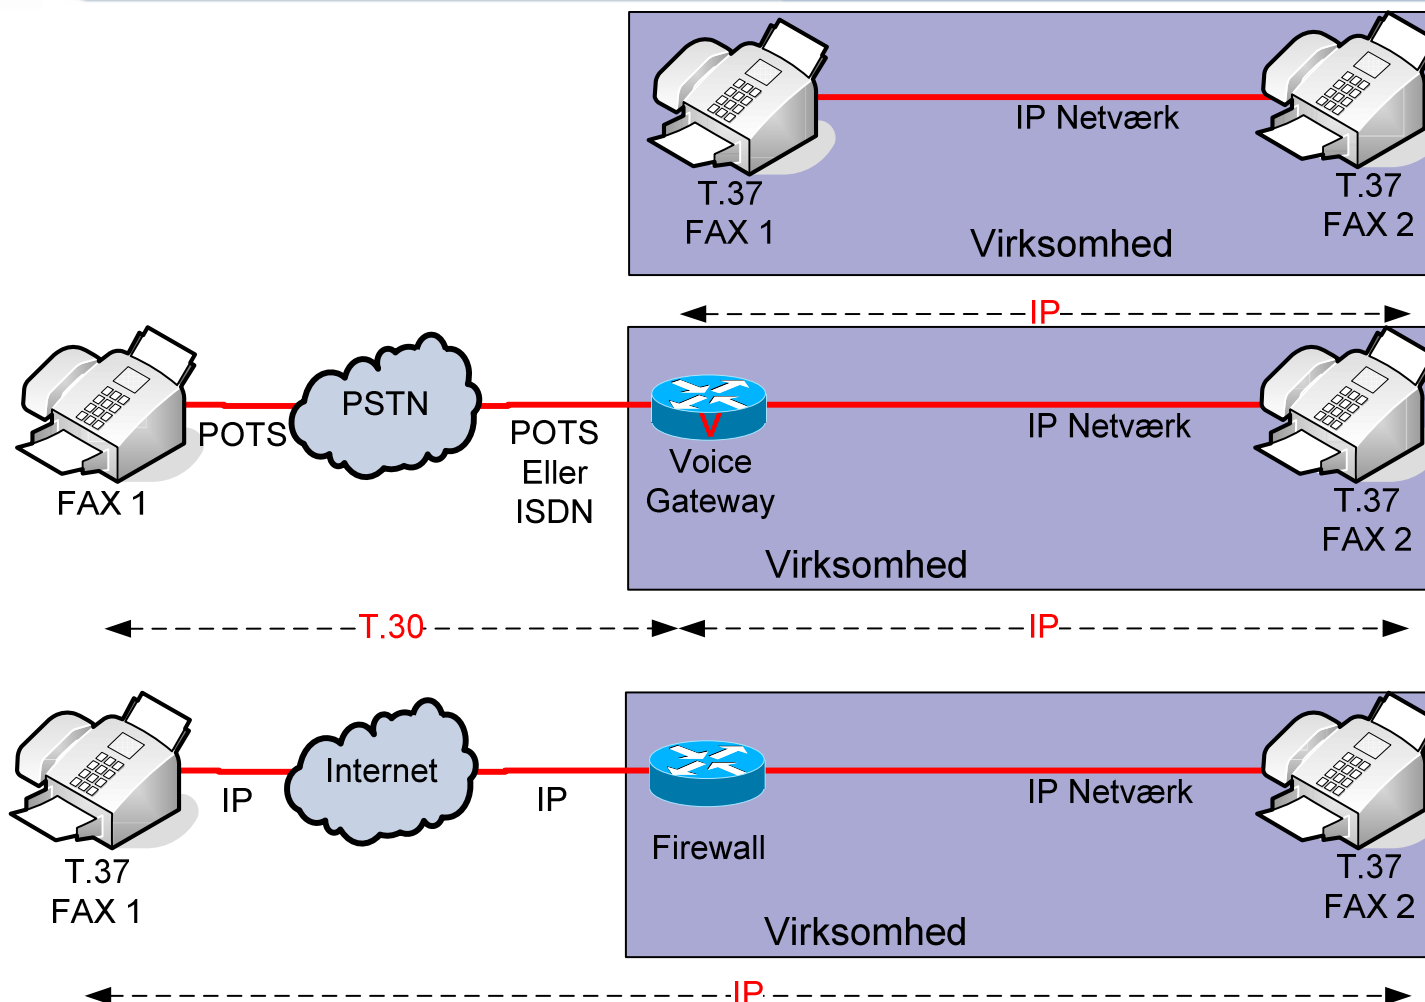 IP Netværk
T.37
FAX 1
T.37
FAX 2
Virksomhed
IP
PSTN
POTS
POTS
Eller
ISDN
FAX 1
V
Voice
Gateway
IP Netværk
T.37
FAX 2
Virksomhed
T.30
IP
Internet
IP
IP
T.37
FAX 1
Firewall
IP Netværk
T.37
FAX 2
Virksomhed
IP